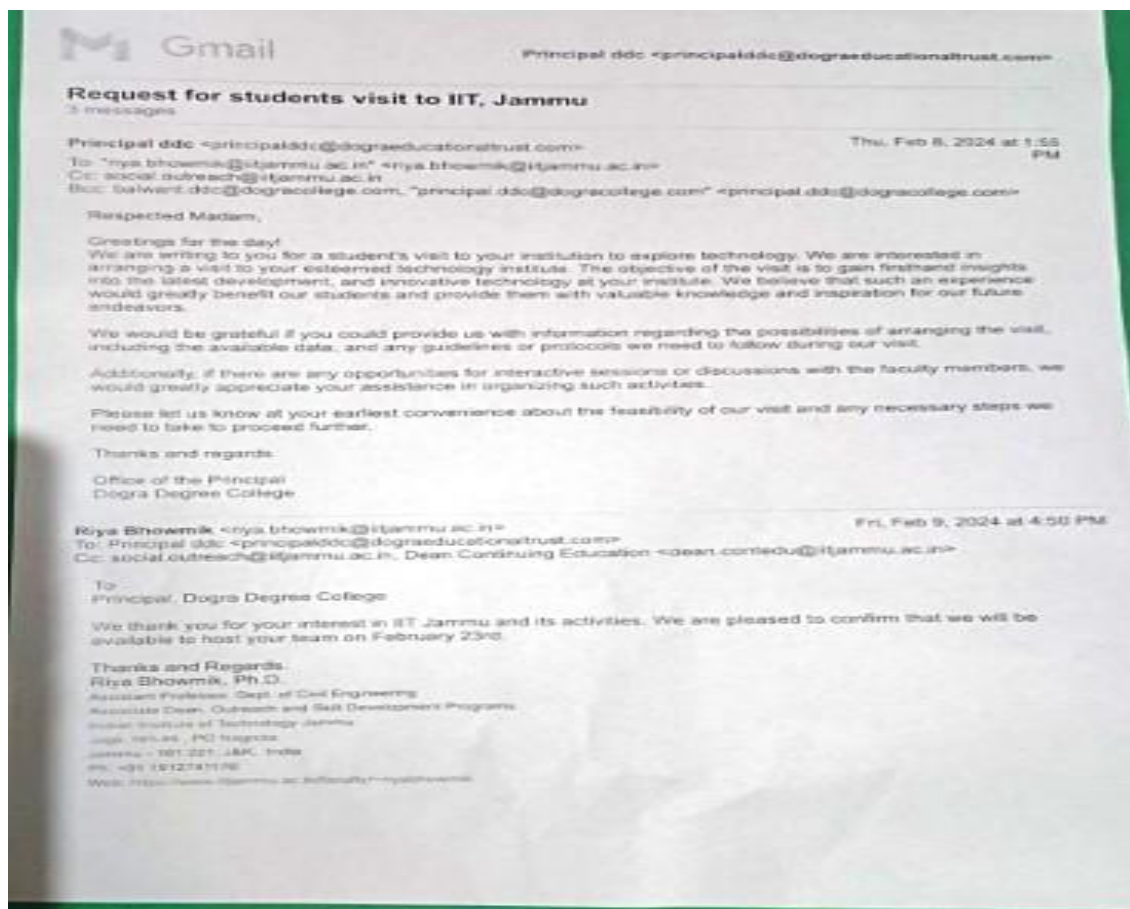 Gmail
Principal ddc <principalddc@dograeducationaltrust.com>
Request for students visit to IIT, Jammu
3 messages
Principal ddc <principalddc@dograeducationaltrust.com>
Thu, Feb 8, 2024 at 1:55 PM
To: "riya.bhowmik@iitjammu.ac.in" <riya.bhowmik@iitjammu.ac.in>
Cc: social.outreach@iitjammu.ac.in
Bcc: balwant.ddc@dogracollege.com, "principal.ddc@dogracollege.com" <principal.ddc@dogracollege.com>
Respected Madam,
Greetings for the day!
We are writing to you for a student's visit to your institution to explore technology. We are interested in
arranging a visit to your esteemed technology institute. The objective of the visit is to gain firsthand insights
into the latest development, and innovative technology at your institute. We believe that such an experience
would greatly benefit our students and provide them with valuable knowledge and inspiration for our future
endeavors.
We would be grateful if you could provide us with information regarding the possibilities of arranging the visit,
including the available data, and any guidelines or protocols we need to follow during our visit.
Additionally, if there are any opportunities for interactive sessions or discussions with the faculty members, we
would greatly appreciate your assistance in organizing such activities.
Please let us know at your earliest convenience about the feasibility of our visit and any necessary steps we
need to take to proceed further.
Thanks and regards
Office of the Principal
Dogra Degree College
Riya Bhowmik <riya.bhowmik@iitjammu.ac.in>
Fri, Feb 9, 2024 at 4:50 PM
To: Principal ddc <principalddc@dograeducationaltrust.com>
Cc: social.outreach@iitjammu.ac.in, Dean Continuing Education <dean.contedu@iitjammu.ac.in>
To
Principal, Dogra Degree College
We thank you for your interest in IIT Jammu and its activities. We are pleased to confirm that we will be
available to host your team on February 23rd.
Thanks and Regards
Riya Bhowmik, Ph.D.
Assistant Professor, Dept. of Civil Engineering
Associate Dean, Outreach and Skill Development Programs
Indian Institute of Technology Jammu
PO Nagrota
Jammu - 181 221, J&K, India